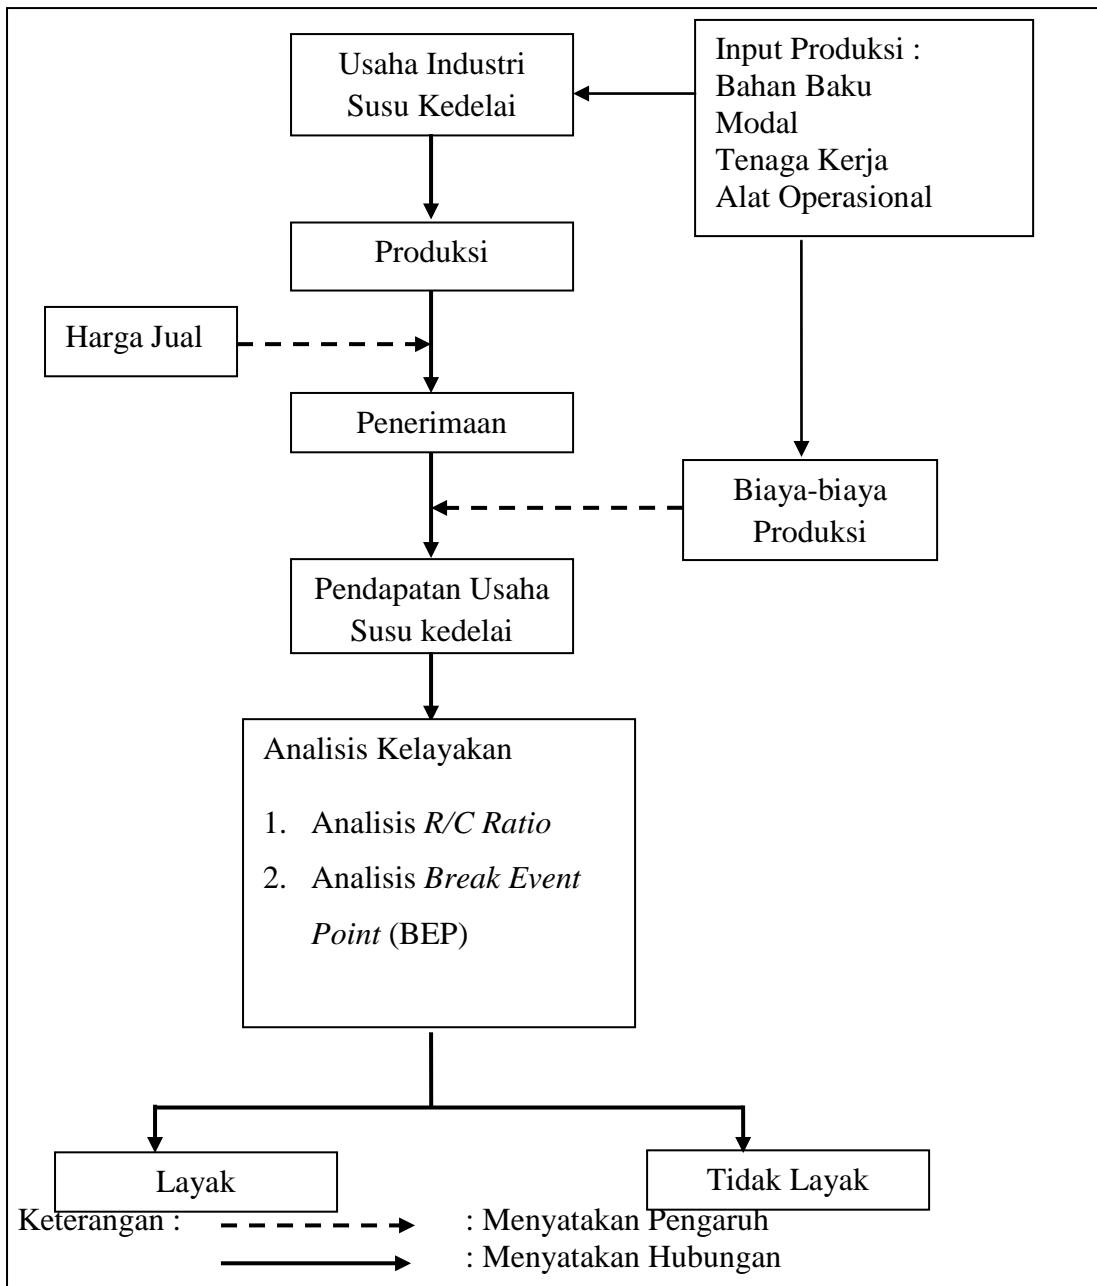 Usaha Industri
Susu Kedelai
Input Produksi :
Bahan Baku
Modal
Tenaga Kerja
Alat Operasional
Produksi
Harga Jual
Penerimaan
Biaya-biaya
Produksi
Pendapatan Usaha
Susu kedelai
Analisis Kelayakan
1. Analisis R/C Ratio
2. Analisis Break Event
Point (BEP)
Layak
Tidak Layak
Keterangan :
: Menyatakan Pengaruh
: Menyatakan Hubungan